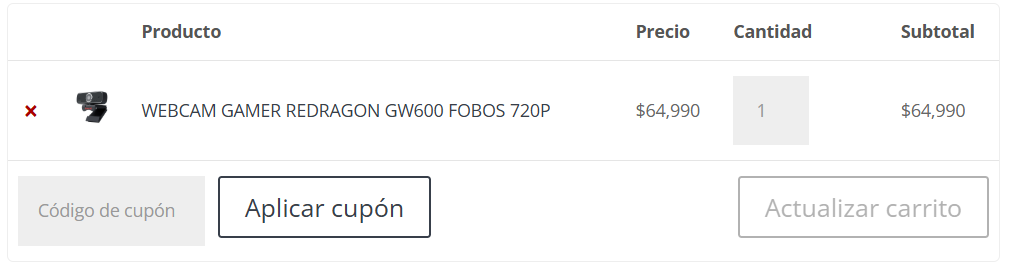 Producto Precio Cantidad Subtotal
× WEBCAM GAMER REDRAGON GW600 FOBOS 720P $64,990 1 $64,990
Código de cupón Aplicar cupón Actualizar carrito